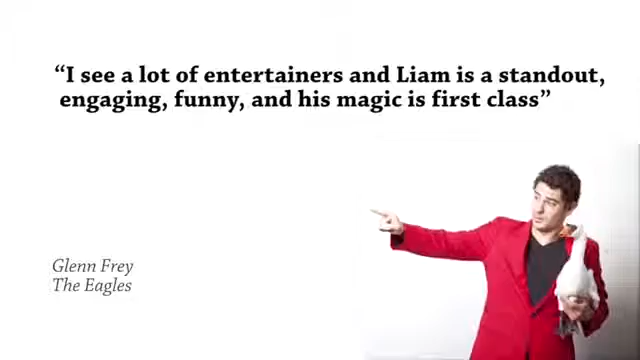 “I see a lot of entertainers and Liam is a standout,
engaging, funny, and his magic is first class”
Glenn Frey
The Eagles